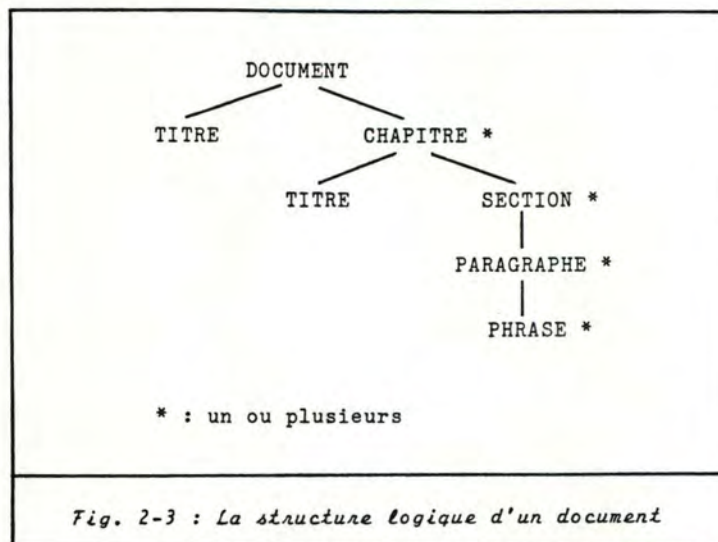 DOCUMENT
TITRE CHAPITRE *
TITRE SECTION *
PARAGRAPHE *
PHRASE *
* : un ou plusieurs
Fig. 2-3 : La structure logique d'un document